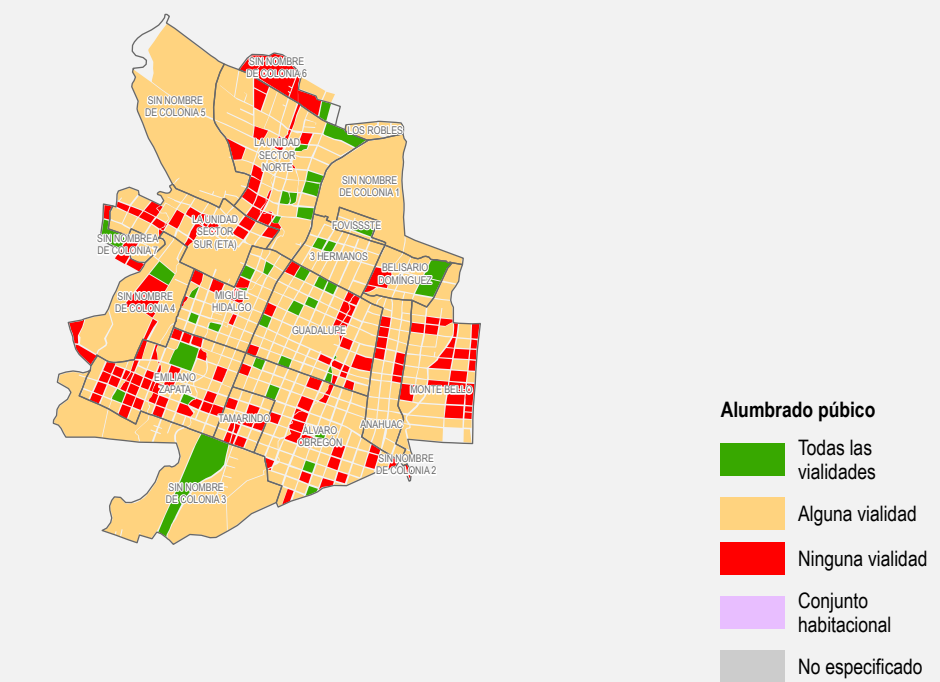 SIN NOMBRE
DE COLONIA 6
SIN NOMBRE
DE COLONIA 5
LOS ROBLES
LA UNIDAD
SECTOR
NORTE
SIN NOMBRE
DE COLONIA 1
FOVISSSTE
LA UNIDAD
SECTOR
SUR (ETA)
SIN NOMBREA
DE COLONIA 7
3 HERMANOS
BELISARIO
DOMÍNGUEZ
SIN NOMBRE
DE COLONIA 4
MIGUEL
HIDALGO
GUADALUPE
EMILIANO
ZAPATA
MONTE BELLO
TAMARINDO
ALVARO
OBREGÓN
ANAHUAC
SIN NOMBRE
DE COLONIA 2
SIN NOMBRE
DE COLONIA 3
Alumbrado púbico
Todas las
vialidades
Alguna vialidad
Ninguna vialidad
Conjunto
habitacional
No especificado